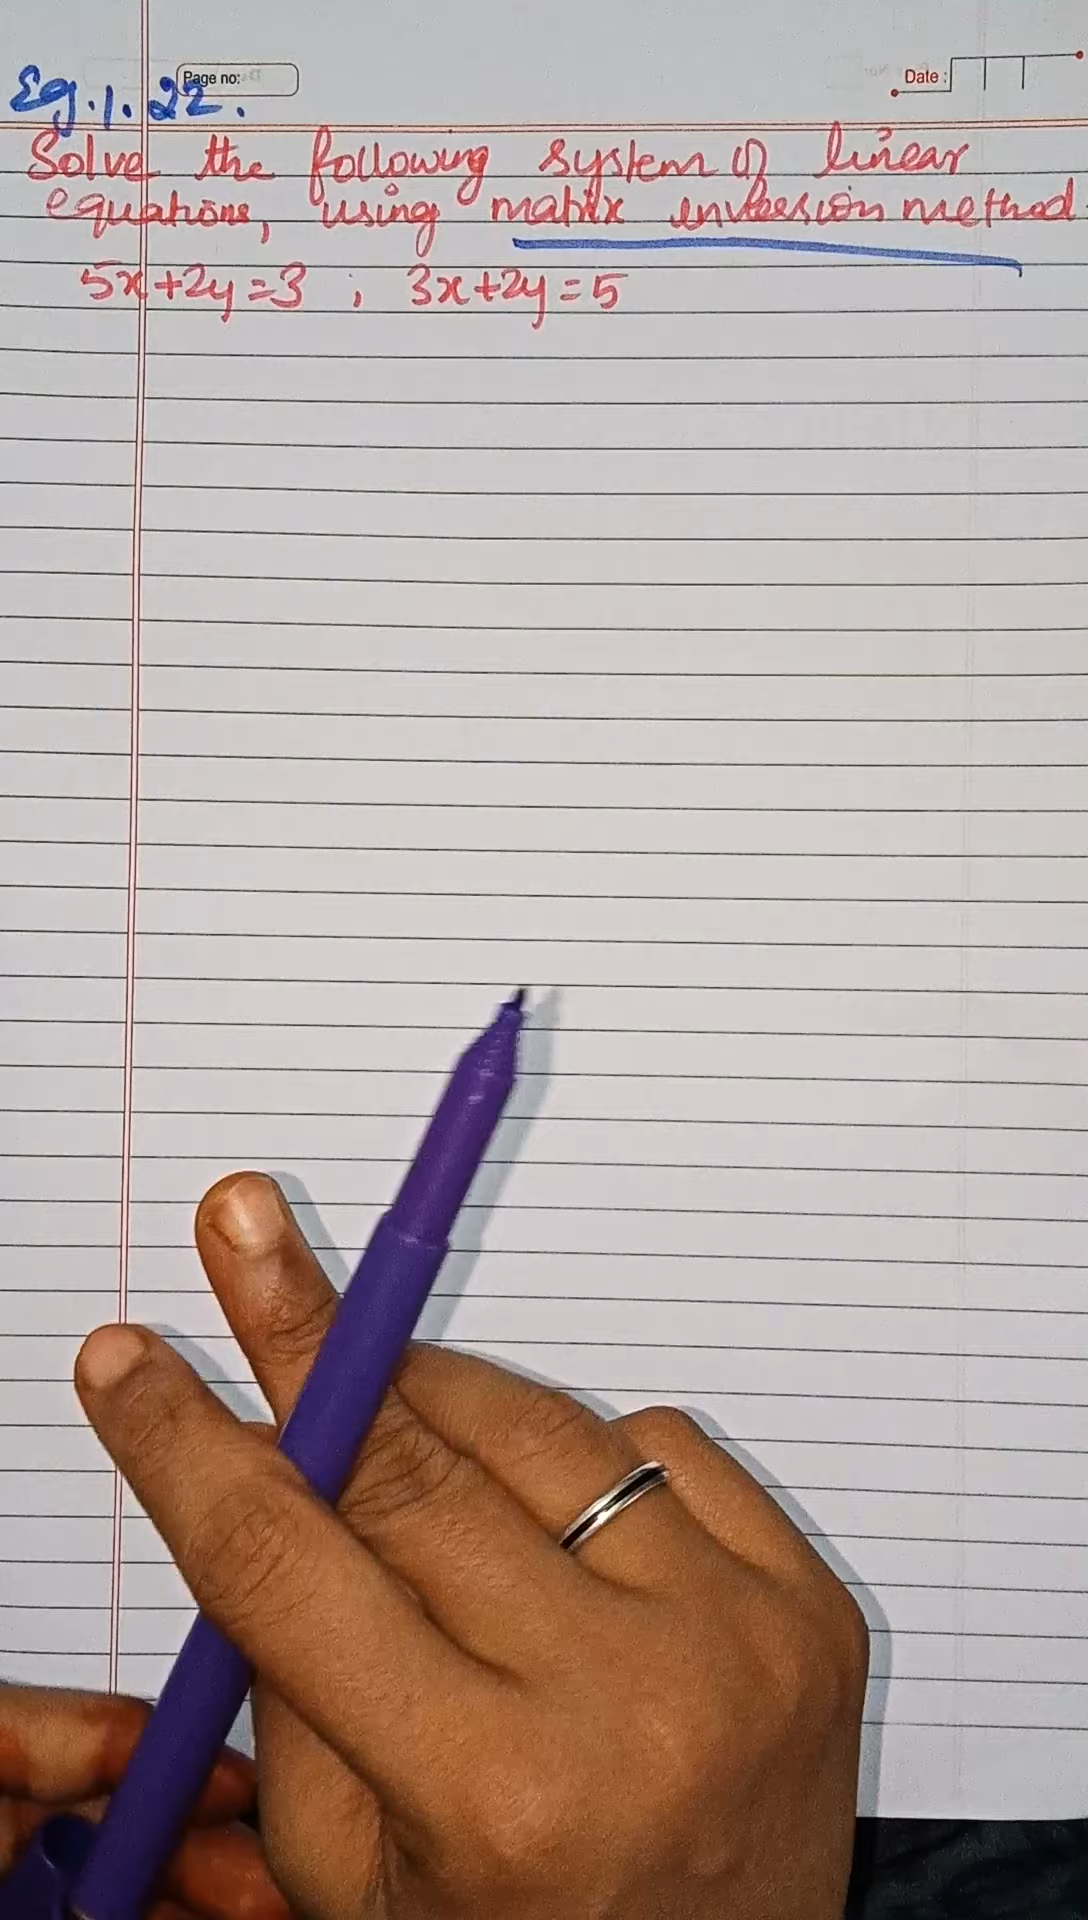 Page no:
Date :
Eg.1.22.
Solve the following system of linear
equations, using matrix inversion method.
5x+2y=3 ; 3x+2y=5